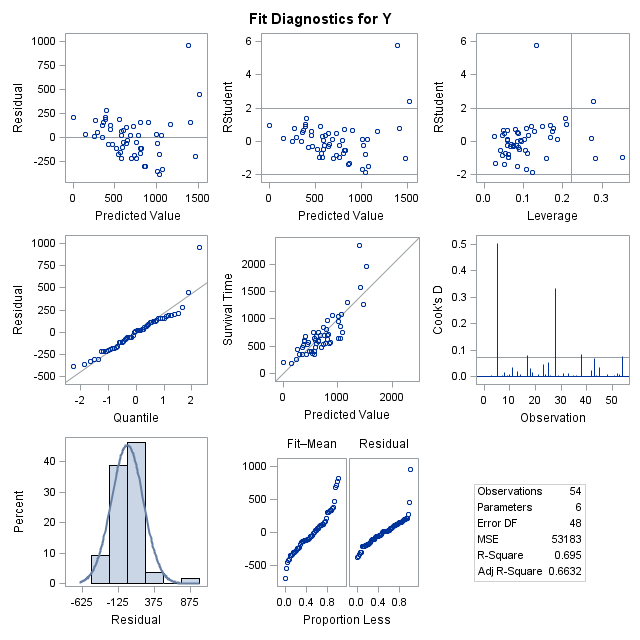 Fit Diagnostics for Y
1000
750
500
250
0
-250
Residual
0 500 1000 1500
Predicted Value
6
4
2
0
-2
RStudent
0 500 1000 1500
Predicted Value
6
4
2
0
-2
RStudent
0.0 0.1 0.2 0.3
Leverage
1000
500
250
0
-250
-500
Residual
-2 -1 0 1 2
Quantile
2000
1500
1000
500
0
Survival Time
0 1000 2000
Predicted Value
0.5
0.4
0.3
0.2
0.1
0.0
Cook's D
0 10 20 30 40 50
Observation
40
30
20
10
0
Percent
-625 -125 375 875
Residual
Fit–Mean Residual
1000
500
0
-500
0.0 0.4 0.8 0.0 0.4 0.8
Proportion Less
Observations 54
Parameters 6
Error DF 48
MSE 53183
R-Square 0.695
Adj R-Square 0.6632